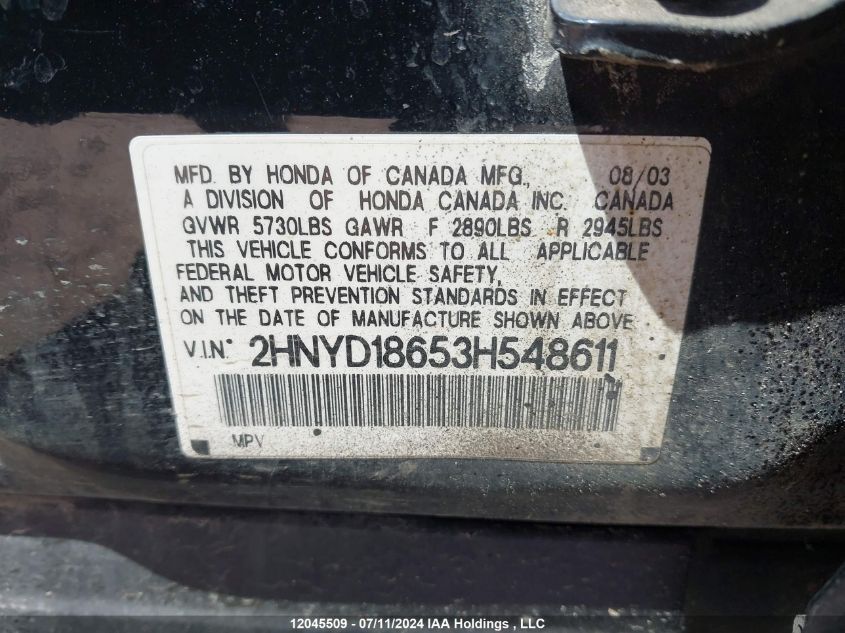 MFD. BY HONDA OF CANADA MFG., 08/03
A DIVISION OF HONDA CANADA INC. CANADA
GVWR 5730LBS GAWR F 2890LBS R 2945LBS
THIS VEHICLE CONFORMS TO ALL APPLICABLE
FEDERAL MOTOR VEHICLE SAFETY,
AND THEFT PREVENTION STANDARDS IN EFFECT
ON THE DATE OF MANUFACTURE SHOWN ABOVE
V.I.N: 2HNYD18653H548611
MPV
12045509 - 07/11/2024 IAA Holdings , LLC